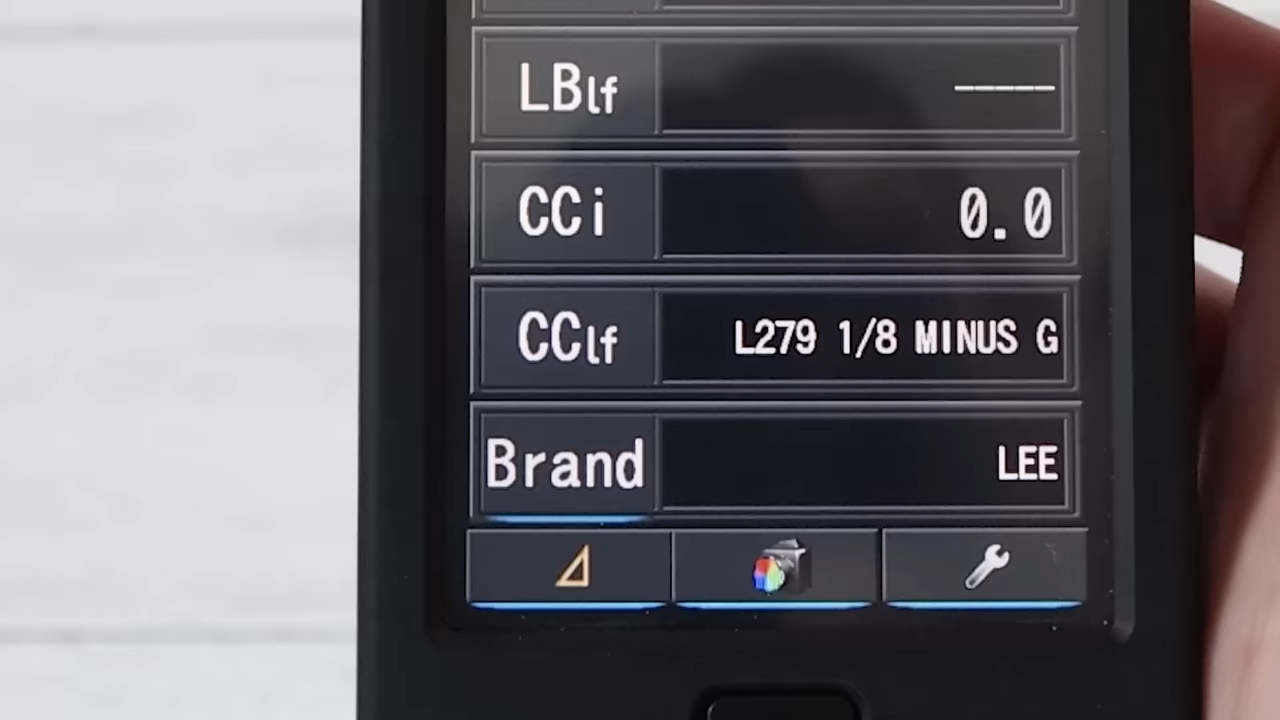 LBlf -----
CCi 0.0
CClf L279 1/8 MINUS G
Brand LEE